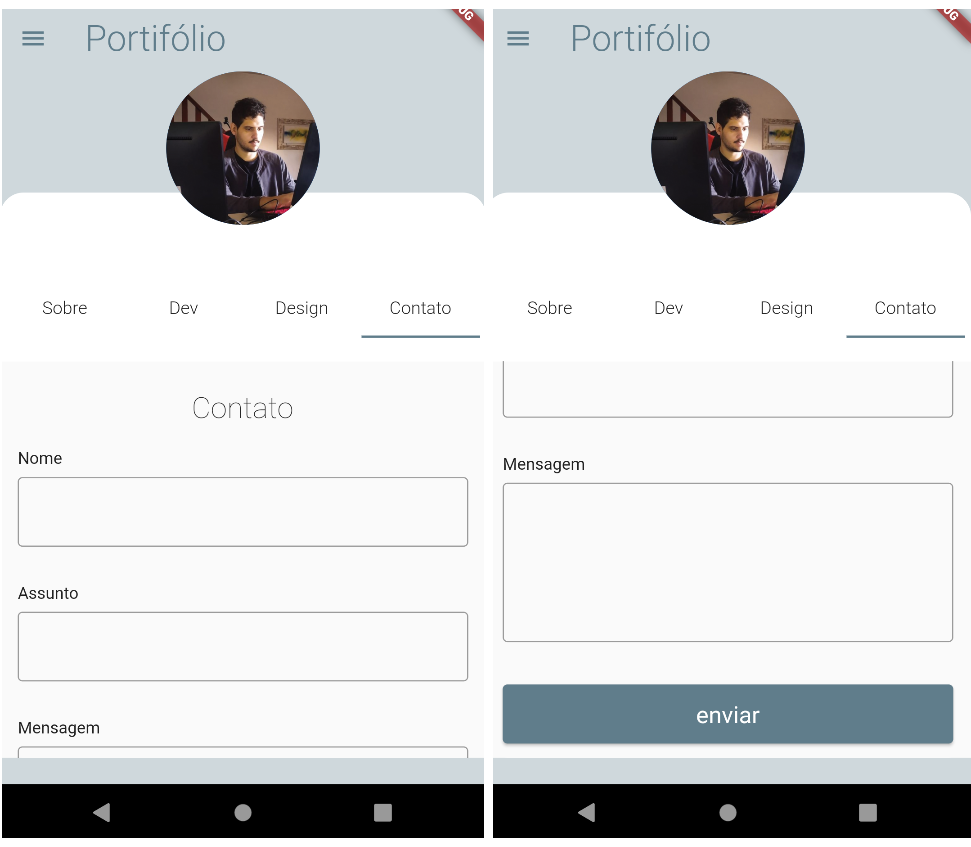 Portifólio
Sobre Dev Design Contato
Contato
Nome
Assunto
Mensagem
Portifólio
Sobre Dev Design Contato
Mensagem
enviar